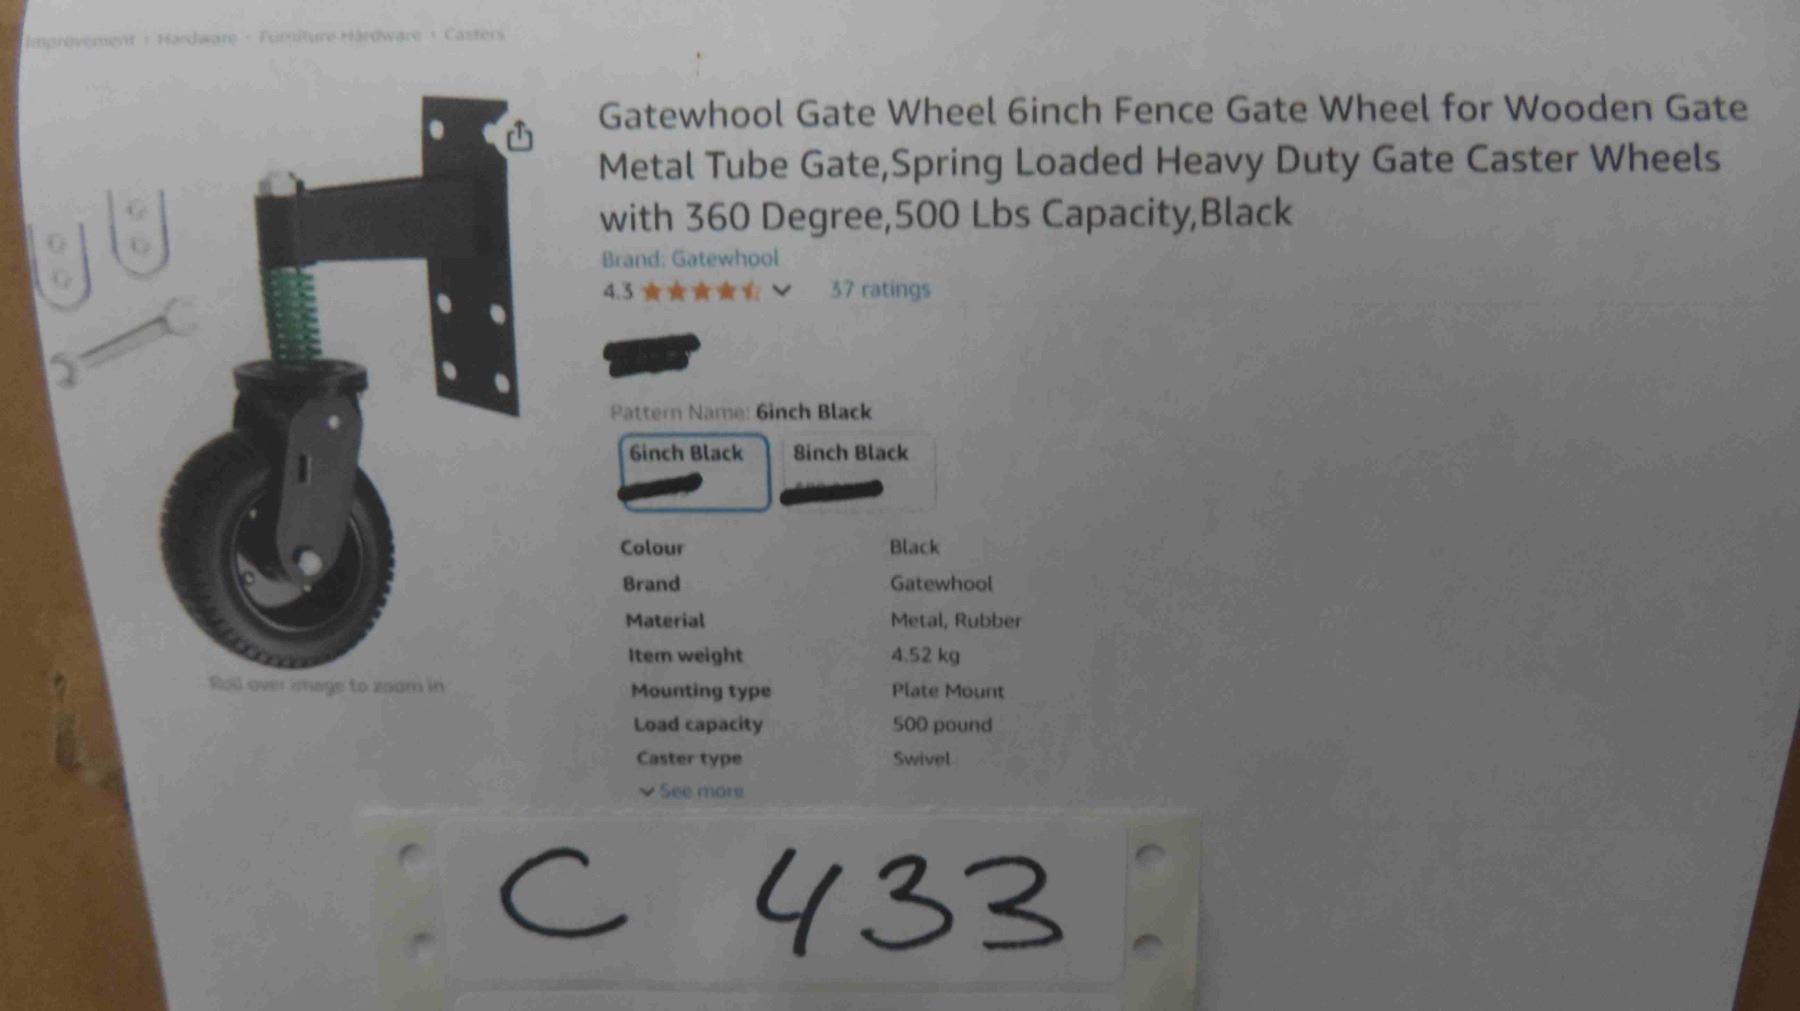 Improvement › Hardware › Furniture Hardware › Casters
Gatewhool Gate Wheel 6inch Fence Gate Wheel for Wooden Gate
Metal Tube Gate,Spring Loaded Heavy Duty Gate Caster Wheels
with 360 Degree,500 Lbs Capacity,Black
Brand: Gatewhool
4.3 37 ratings
Pattern Name: 6inch Black
6inch Black 8inch Black
Colour Black
Brand Gatewhool
Material Metal, Rubber
Item weight 4.52 kg
Mounting type Plate Mount
Load capacity 500 pound
Caster type Swivel
See more
Roll over image to zoom in
C 433